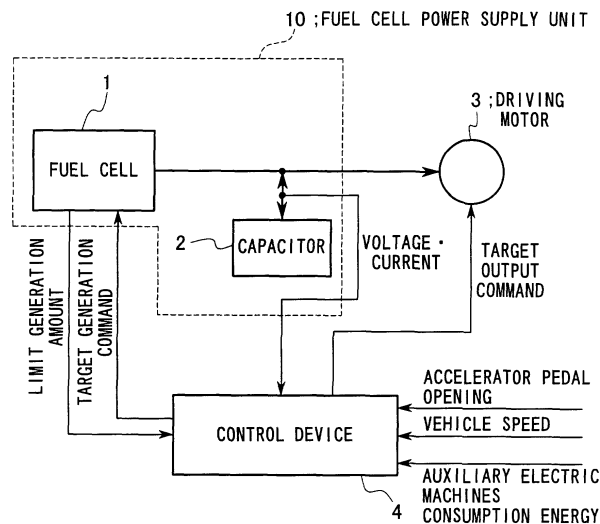 10 ;FUEL CELL POWER SUPPLY UNIT
1
3 ;DRIVING
MOTOR
FUEL CELL
2
CAPACITOR
VOLTAGE・
CURRENT
TARGET
OUTPUT
COMMAND
LIMIT GENERATION
AMOUNT
TARGET GENERATION
COMMAND
CONTROL DEVICE
4
ACCELERATOR PEDAL
OPENING
VEHICLE SPEED
AUXILIARY ELECTRIC
MACHINES
CONSUMPTION ENERGY